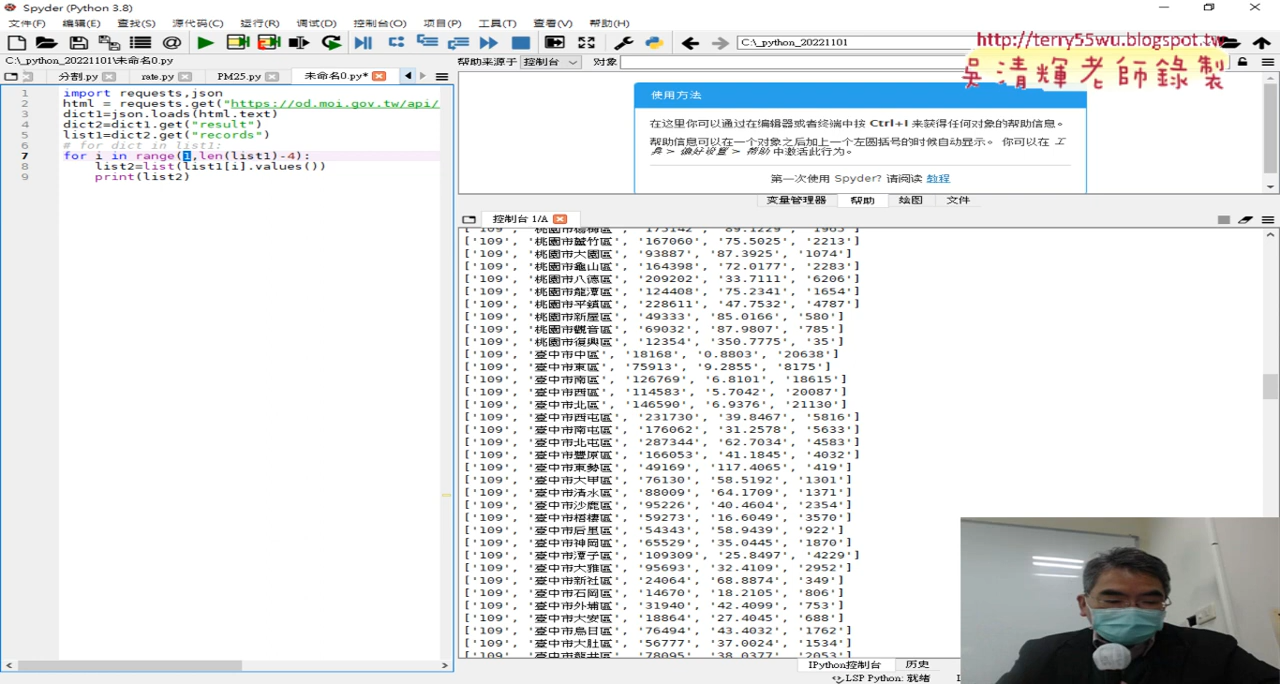 Spyder (Python 3.8)
文件(F) 编辑(E) 查找(S) 源代码(C) 运行(R) 调试(D) 控制台(O) 项目(P) 工具(T) 查看(V) 帮助(H)
C:\_python_20221101
http://terry55wu.blogspot.tw
吳清輝老師錄製
C:\_python_20221101\未命名0.py
帮助来源于 控制台 对象
分割.py rate.py PM25.py 未命名0.py*
1 import requests,json
2 html = requests.get("https://od.moi.gov.tw/api/
3 dict1=json.loads(html.text)
4 dict2=dict1.get("result")
5 list1=dict2.get("records")
6 # for dict in list1:
7 for i in range(1,len(list1)-4):
8 list2=list(list1[i].values())
9 print(list2)
使用方法
在这里你可以通过在编辑器或者终端中按 Ctrl+I 来获得任何对象的帮助信息。
帮助信息可以在一个对象之后加上一个左圆括号的时候自动显示。 你可以在 工
具 > 偏好设置 > 帮助 中激活此行为。
第一次使用 Spyder? 请阅读 教程
变量管理器 帮助 绘图 文件
控制台 1/A
['109', '桃園市楊梅區', '175142', '89.1229', '1965']
['109', '桃園市蘆竹區', '167060', '75.5025', '2213']
['109', '桃園市大園區', '93887', '87.3925', '1074']
['109', '桃園市龜山區', '164398', '72.0177', '2283']
['109', '桃園市八德區', '209202', '33.7111', '6206']
['109', '桃園市龍潭區', '124408', '75.2341', '1654']
['109', '桃園市平鎮區', '228611', '47.7532', '4787']
['109', '桃園市新屋區', '49333', '85.0166', '580']
['109', '桃園市觀音區', '69032', '87.9807', '785']
['109', '桃園市復興區', '12354', '350.7775', '35']
['109', '臺中市中區', '18168', '0.8803', '20638']
['109', '臺中市東區', '75913', '9.2855', '8175']
['109', '臺中市南區', '126769', '6.8101', '18615']
['109', '臺中市西區', '114583', '5.7042', '20087']
['109', '臺中市北區', '146590', '6.9376', '21130']
['109', '臺中市西屯區', '231730', '39.8467', '5816']
['109', '臺中市南屯區', '176062', '31.2578', '5633']
['109', '臺中市北屯區', '287344', '62.7034', '4583']
['109', '臺中市豐原區', '166053', '41.1845', '4032']
['109', '臺中市東勢區', '49169', '117.4065', '419']
['109', '臺中市大甲區', '76130', '58.5192', '1301']
['109', '臺中市清水區', '88009', '64.1709', '1371']
['109', '臺中市沙鹿區', '95226', '40.4604', '2354']
['109', '臺中市梧棲區', '59273', '16.6049', '3570']
['109', '臺中市后里區', '54343', '58.9439', '922']
['109', '臺中市神岡區', '65529', '35.0445', '1870']
['109', '臺中市潭子區', '109309', '25.8497', '4229']
['109', '臺中市大雅區', '95693', '32.4109', '2952']
['109', '臺中市新社區', '24064', '68.8874', '349']
['109', '臺中市石岡區', '14670', '18.2105', '806']
['109', '臺中市外埔區', '31940', '42.4099', '753']
['109', '臺中市大安區', '18864', '27.4045', '688']
['109', '臺中市烏日區', '76494', '43.4032', '1762']
['109', '臺中市大肚區', '56777', '37.0024', '1534']
['109', '臺中市龍井區', '78095', '38.0377', '2053']
IPython控制台 历史
LSP Python: 就绪